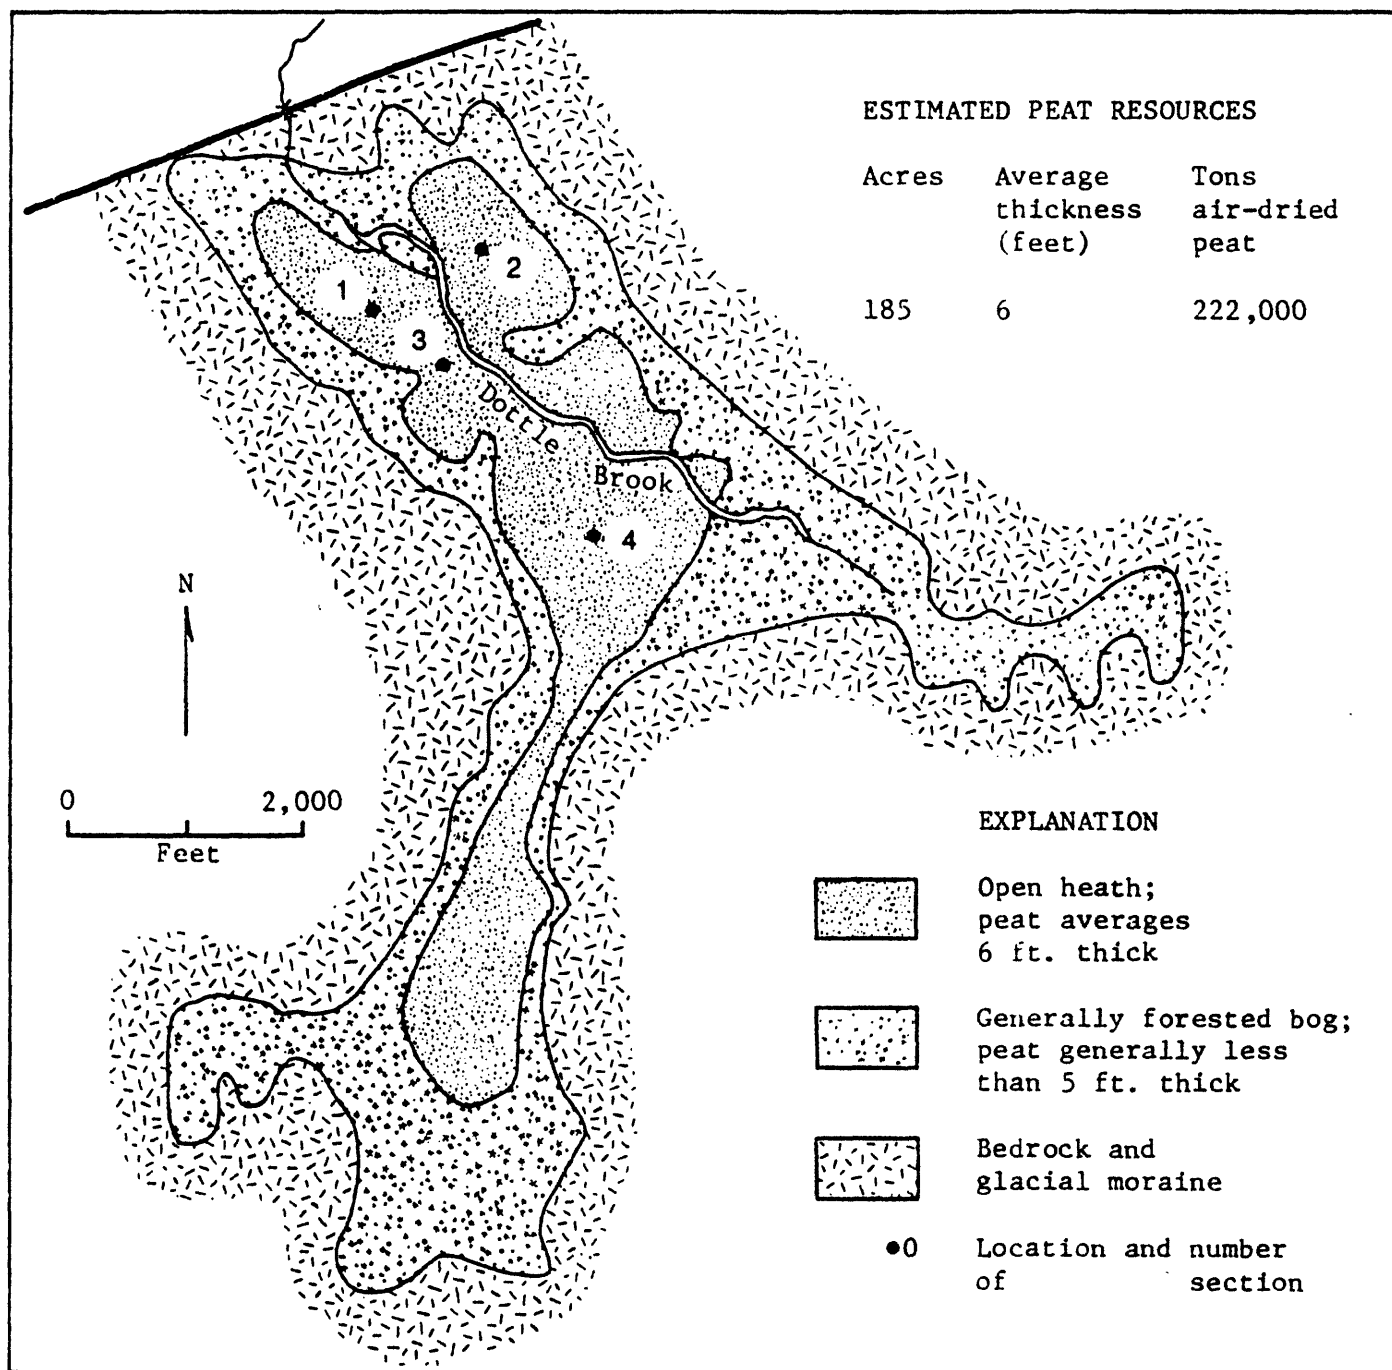 ESTIMATED PEAT RESOURCES
Acres Average Tons
thickness air-dried
(feet) peat
185 6 222,000
1
2
3
4
Dottle
Brook
N
0 2,000
Feet
EXPLANATION
Open heath;
peat averages
6 ft. thick
Generally forested bog;
peat generally less
than 5 ft. thick
Bedrock and
glacial moraine
0 Location and number
of section